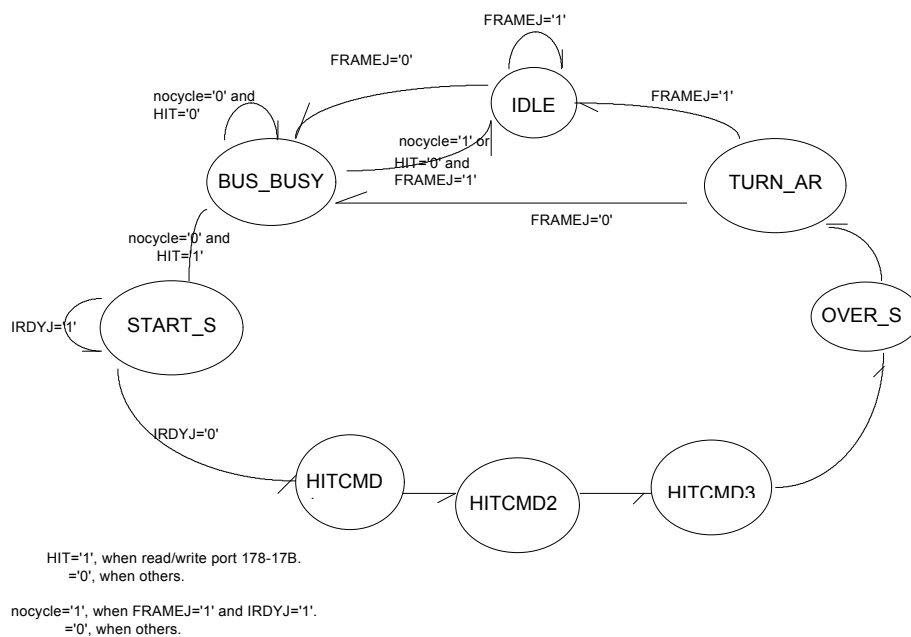 FRAMEJ='1'
FRAMEJ='0'
IDLE
FRAMEJ='1'
nocycle='0' and
HIT='0'
nocycle='1' or
HIT='0' and
FRAMEJ='1'
BUS_BUSY
TURN_AR
FRAMEJ='0'
nocycle='0' and
HIT='1'
START_S
OVER_S
IRDYJ='1'
IRDYJ='0'
HITCMD
HITCMD2
HITCMD3
HIT='1', when read/write port 178-17B.
='0', when others.
nocycle='1', when FRAMEJ='1' and IRDYJ='1'.
='0', when others.